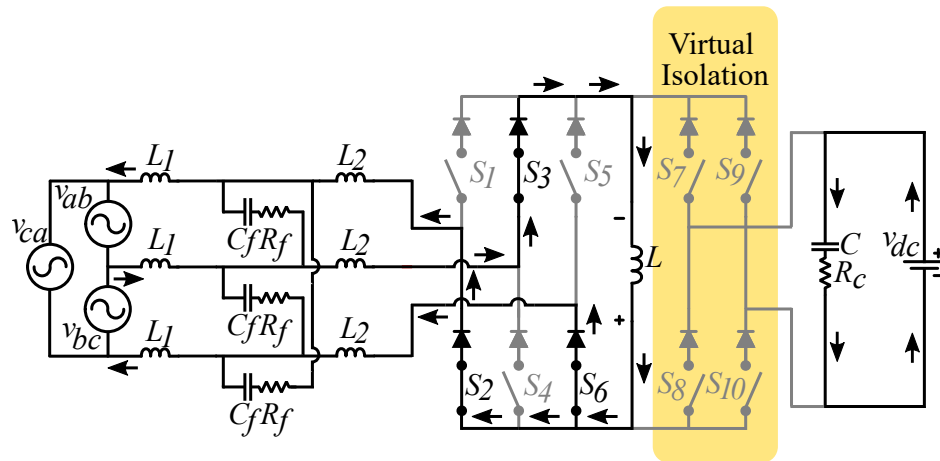 Virtual
Isolation
L1
L2
S1
S3
S5
S7
S9
vab
vca
CfRf
L1
L2
-
L
C
Rc
vdc
+
-
vbc
CfRf
+
L1
L2
S2
S4
S6
S8
S10
CfRf